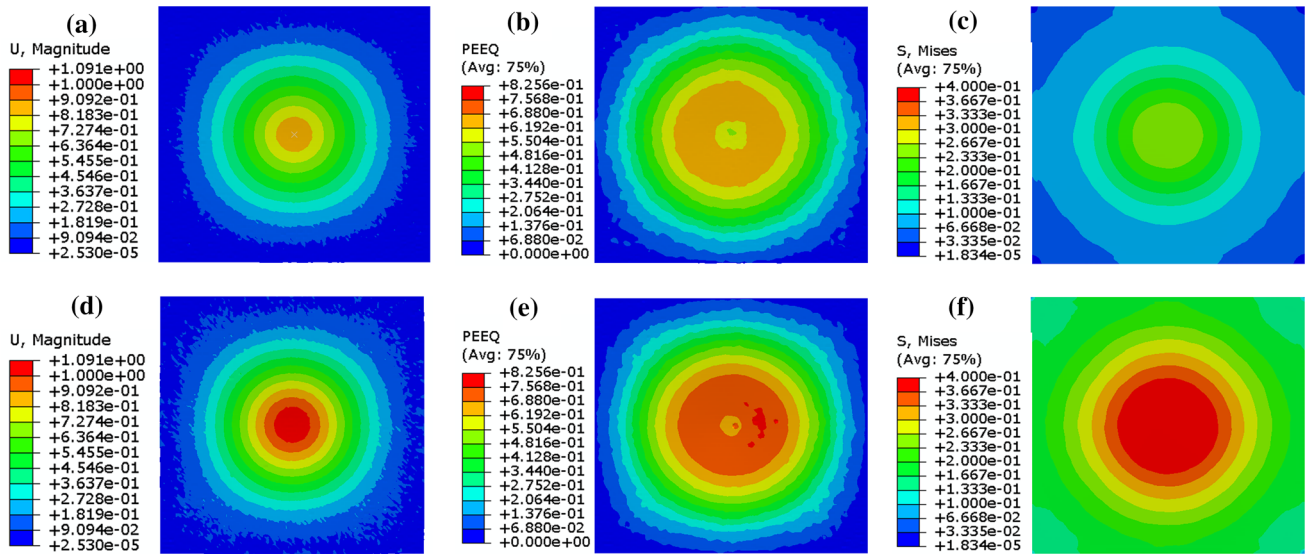 (a)
U, Magnitude
+1.091e+00
+1.000e+00
+9.092e-01
+8.183e-01
+7.274e-01
+6.364e-01
+5.455e-01
+4.546e-01
+3.637e-01
+2.728e-01
+1.819e-01
+9.094e-02
+2.530e-05
(b)
PEEQ
(Avg: 75%)
+8.256e-01
+7.568e-01
+6.880e-01
+6.192e-01
+5.504e-01
+4.816e-01
+4.128e-01
+3.440e-01
+2.752e-01
+2.064e-01
+1.376e-01
+6.880e-02
+0.000e+00
(c)
S, Mises
(Avg: 75%)
+4.000e-01
+3.667e-01
+3.333e-01
+3.000e-01
+2.667e-01
+2.333e-01
+2.000e-01
+1.667e-01
+1.333e-01
+1.000e-01
+6.668e-02
+3.335e-02
+1.834e-05
(d)
U, Magnitude
+1.091e+00
+1.000e+00
+9.092e-01
+8.183e-01
+7.274e-01
+6.364e-01
+5.455e-01
+4.546e-01
+3.637e-01
+2.728e-01
+1.819e-01
+9.094e-02
+2.530e-05
(e)
PEEQ
(Avg: 75%)
+8.256e-01
+7.568e-01
+6.880e-01
+6.192e-01
+5.504e-01
+4.816e-01
+4.128e-01
+3.440e-01
+2.752e-01
+2.064e-01
+1.376e-01
+6.880e-02
+0.000e+00
(f)
S, Mises
(Avg: 75%)
+4.000e-01
+3.667e-01
+3.333e-01
+3.000e-01
+2.667e-01
+2.333e-01
+2.000e-01
+1.667e-01
+1.333e-01
+1.000e-01
+6.668e-02
+3.335e-02
+1.834e-05